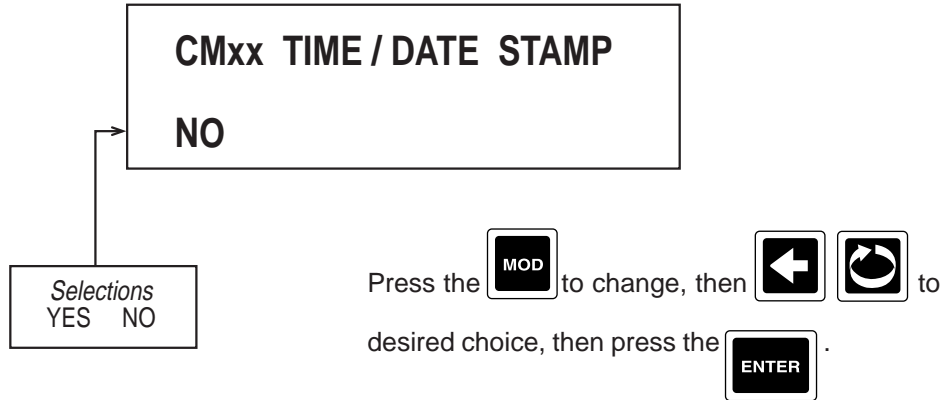 CMxx TIME / DATE STAMP
NO
Selections
YES NO
Press the MOD to change, then to
desired choice, then press the ENTER .